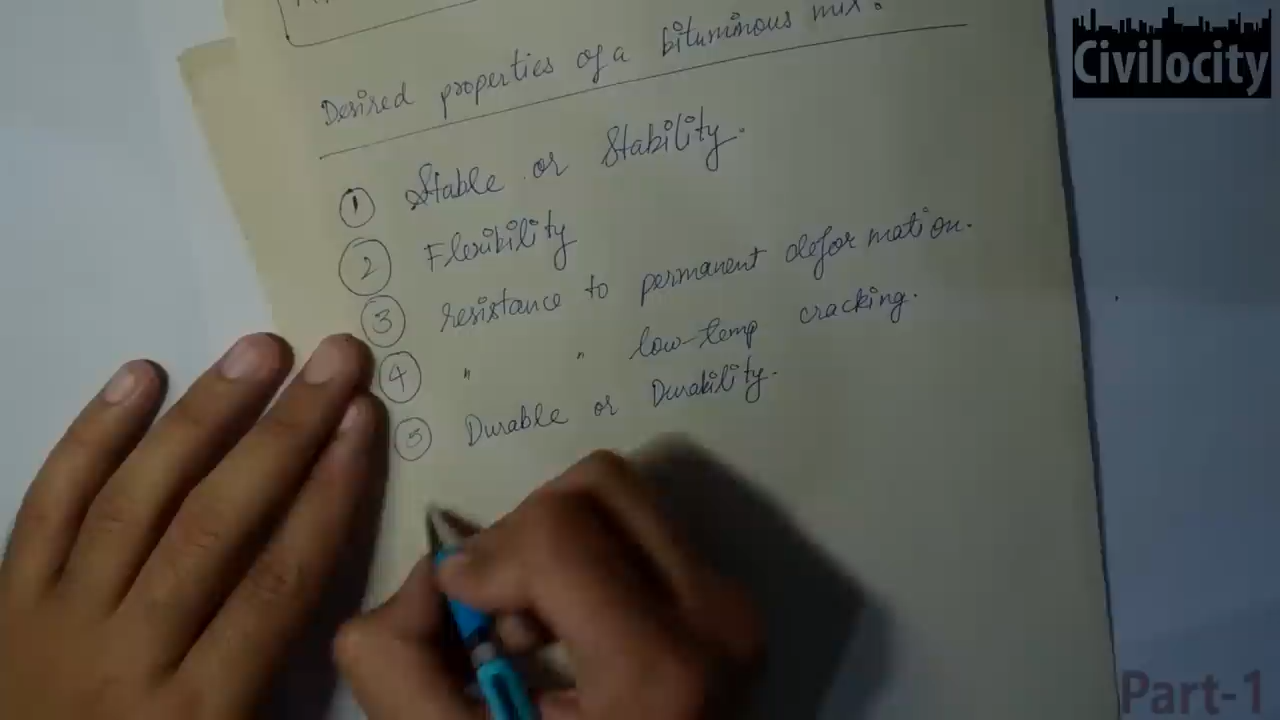 Civilocity
Desired properties of a bituminous mix.
① Stable or Stability.
② Flexibility
③ resistance to permanent deformation.
④ " " low-temp cracking.
⑤ Durable or Durability.
Part-1